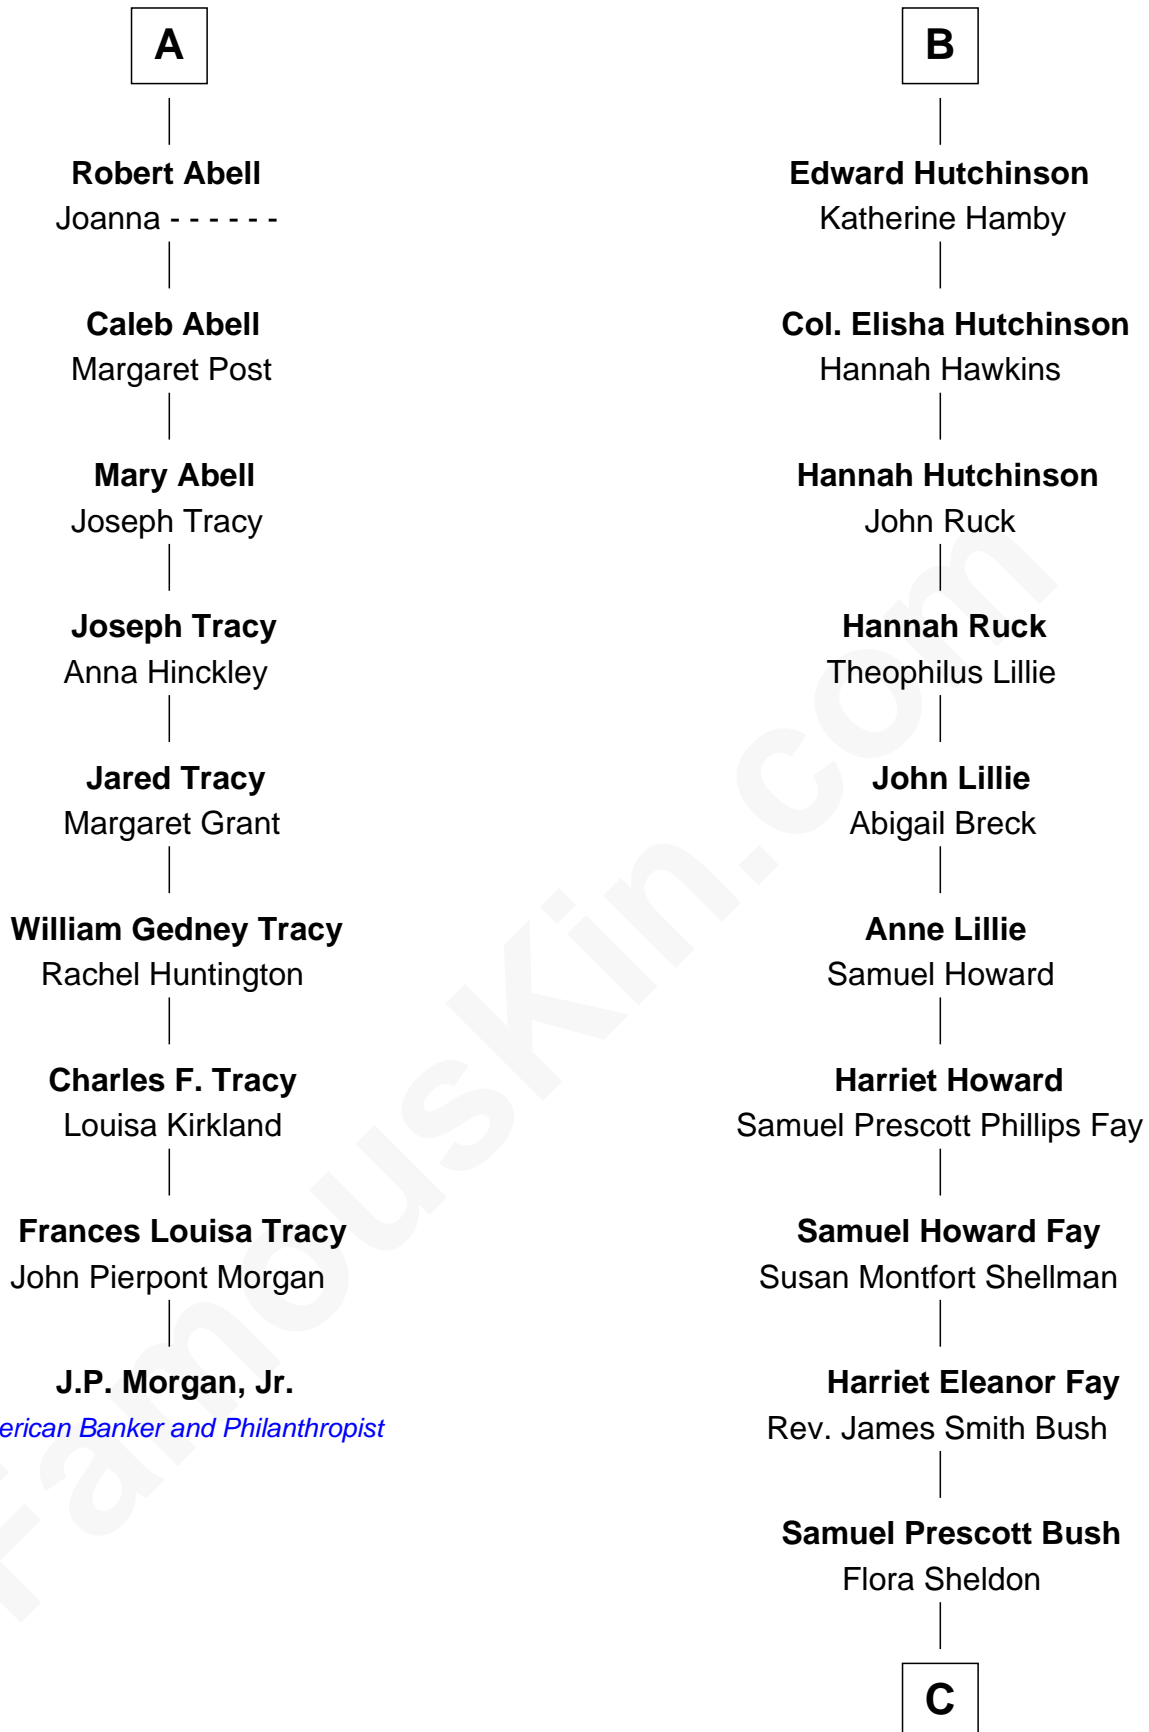 A
Robert Abell
Joanna - - - - - -
Caleb Abell
Margaret Post
Mary Abell
Joseph Tracy
Joseph Tracy
Anna Hinckley
Jared Tracy
Margaret Grant
William Gedney Tracy
Rachel Huntington
Charles F. Tracy
Louisa Kirkland
Frances Louisa Tracy
John Pierpont Morgan
J.P. Morgan, Jr.
erican Banker and Philanthropist
B
Edward Hutchinson
Katherine Hamby
Col. Elisha Hutchinson
Hannah Hawkins
Hannah Hutchinson
John Ruck
Hannah Ruck
Theophilus Lillie
John Lillie
Abigail Breck
Anne Lillie
Samuel Howard
Harriet Howard
Samuel Prescott Phillips Fay
Samuel Howard Fay
Susan Montfort Shellman
Harriet Eleanor Fay
Rev. James Smith Bush
Samuel Prescott Bush
Flora Sheldon
C
FamousKin.com